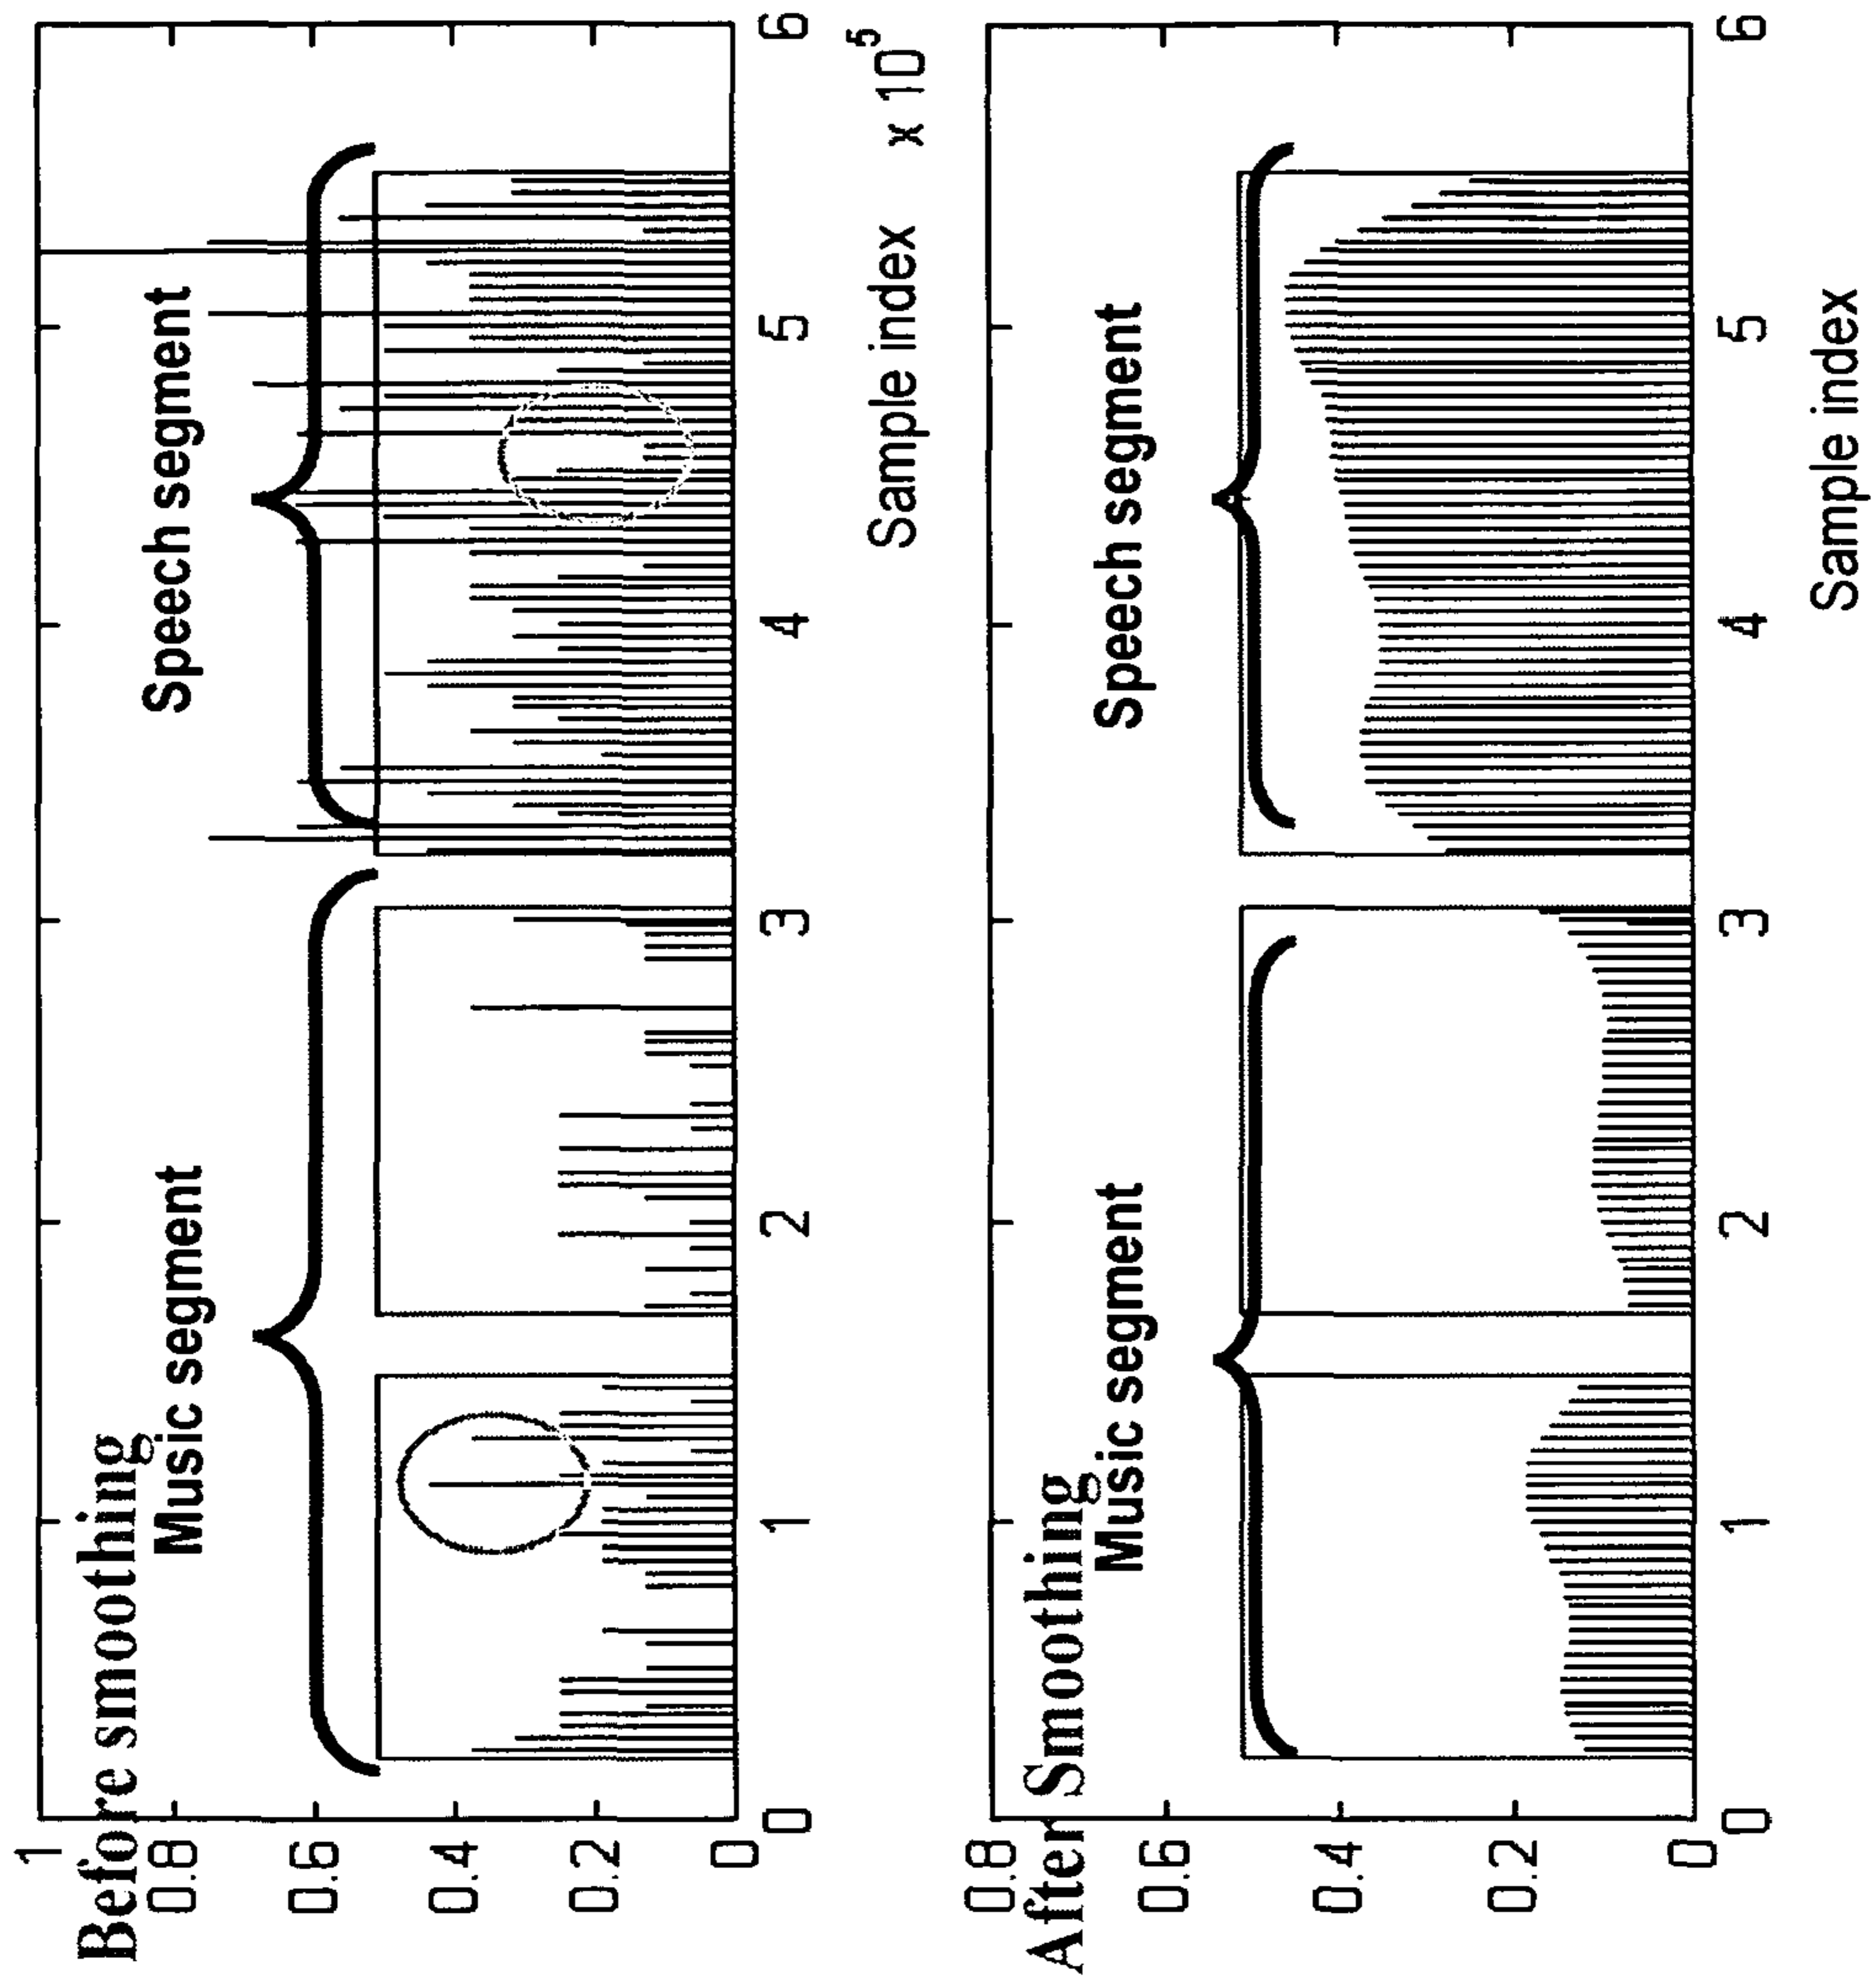 Before smoothing
Music segment
Speech segment
1
0.8
0.6
0.4
0.2
0
0 1 2 3 4 5 6
Sample index x 10^5
After Smoothing
Music segment
Speech segment
0.8
0.6
0.4
0.2
0
0 1 2 3 4 5 6
Sample index